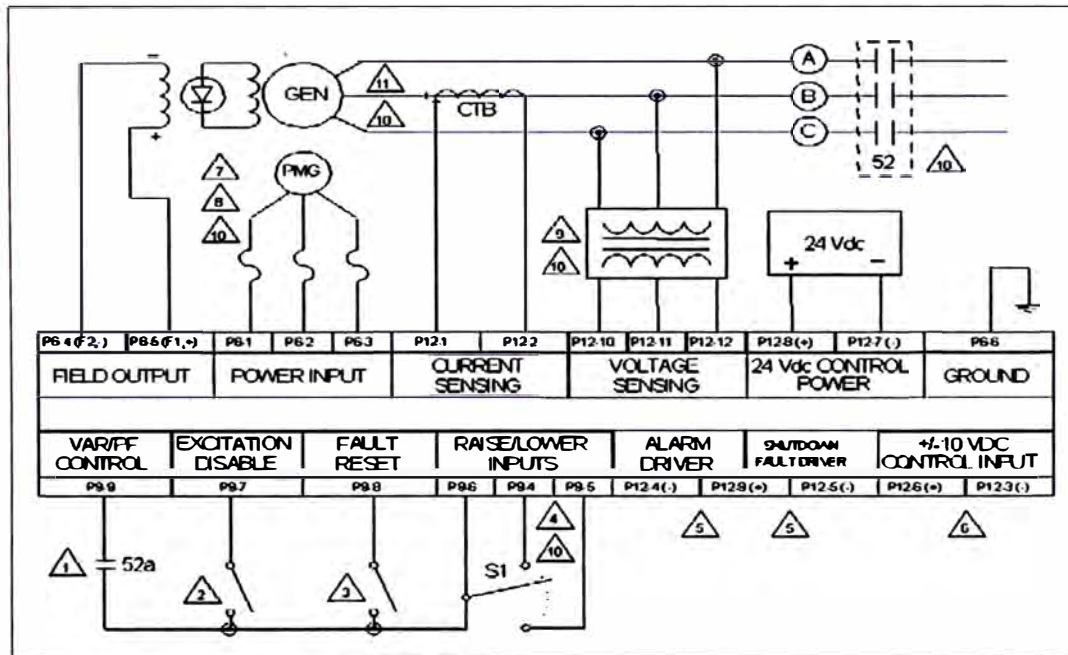 A
11
GEN
CTB
B
10
C
7
PMG
52
10
8
9
24 Vdc
10
10
+ −
P6-4 (F2,-) P6-5 (F1,+) P6-1 P6-2 P6-3 P12-1 P12-2 P12-10 P12-11 P12-12 P12-8 (+) P12-7 (-) P6-6
FIELD OUTPUT POWER INPUT CURRENT SENSING VOLTAGE SENSING 24 Vdc CONTROL POWER GROUND
VAR/PF CONTROL EXCITATION DISABLE FAULT RESET RAISE/LOWER INPUTS ALARM DRIVER SHUTDOWN FAULT DRIVER +/-10 VDC CONTROL INPUT
P9-9 P9-7 P9-8 P9-6 P9-4 P9-5 P12-4 (-) P12-9 (+) P12-5 (-) P12-6 (+) P12-3 (-)
4
5
5
6
10
1
52a
S1
2
3